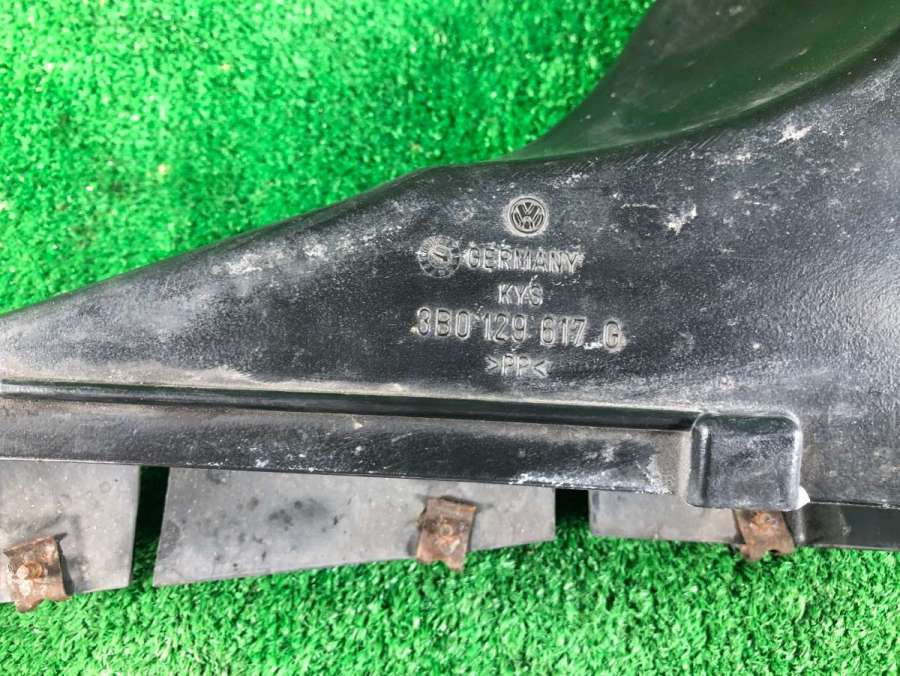 GERMANY
KYS
3B0 129 617 G
>PP<